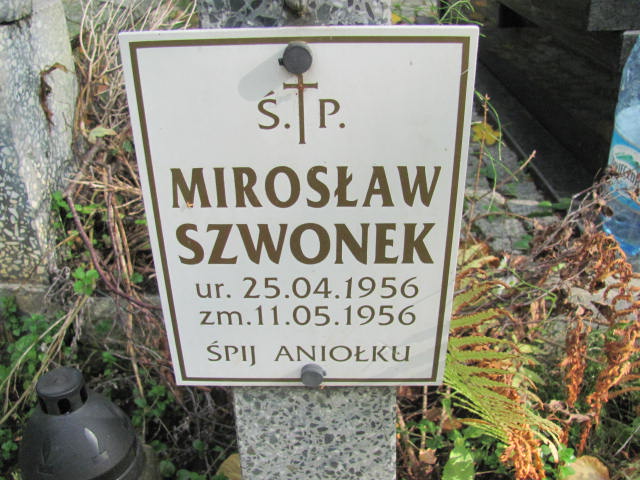 Ś. P.
MIROSŁAW
SZWONEK
ur. 25.04.1956
zm.11.05.1956
ŚPIJ ANIOŁKU